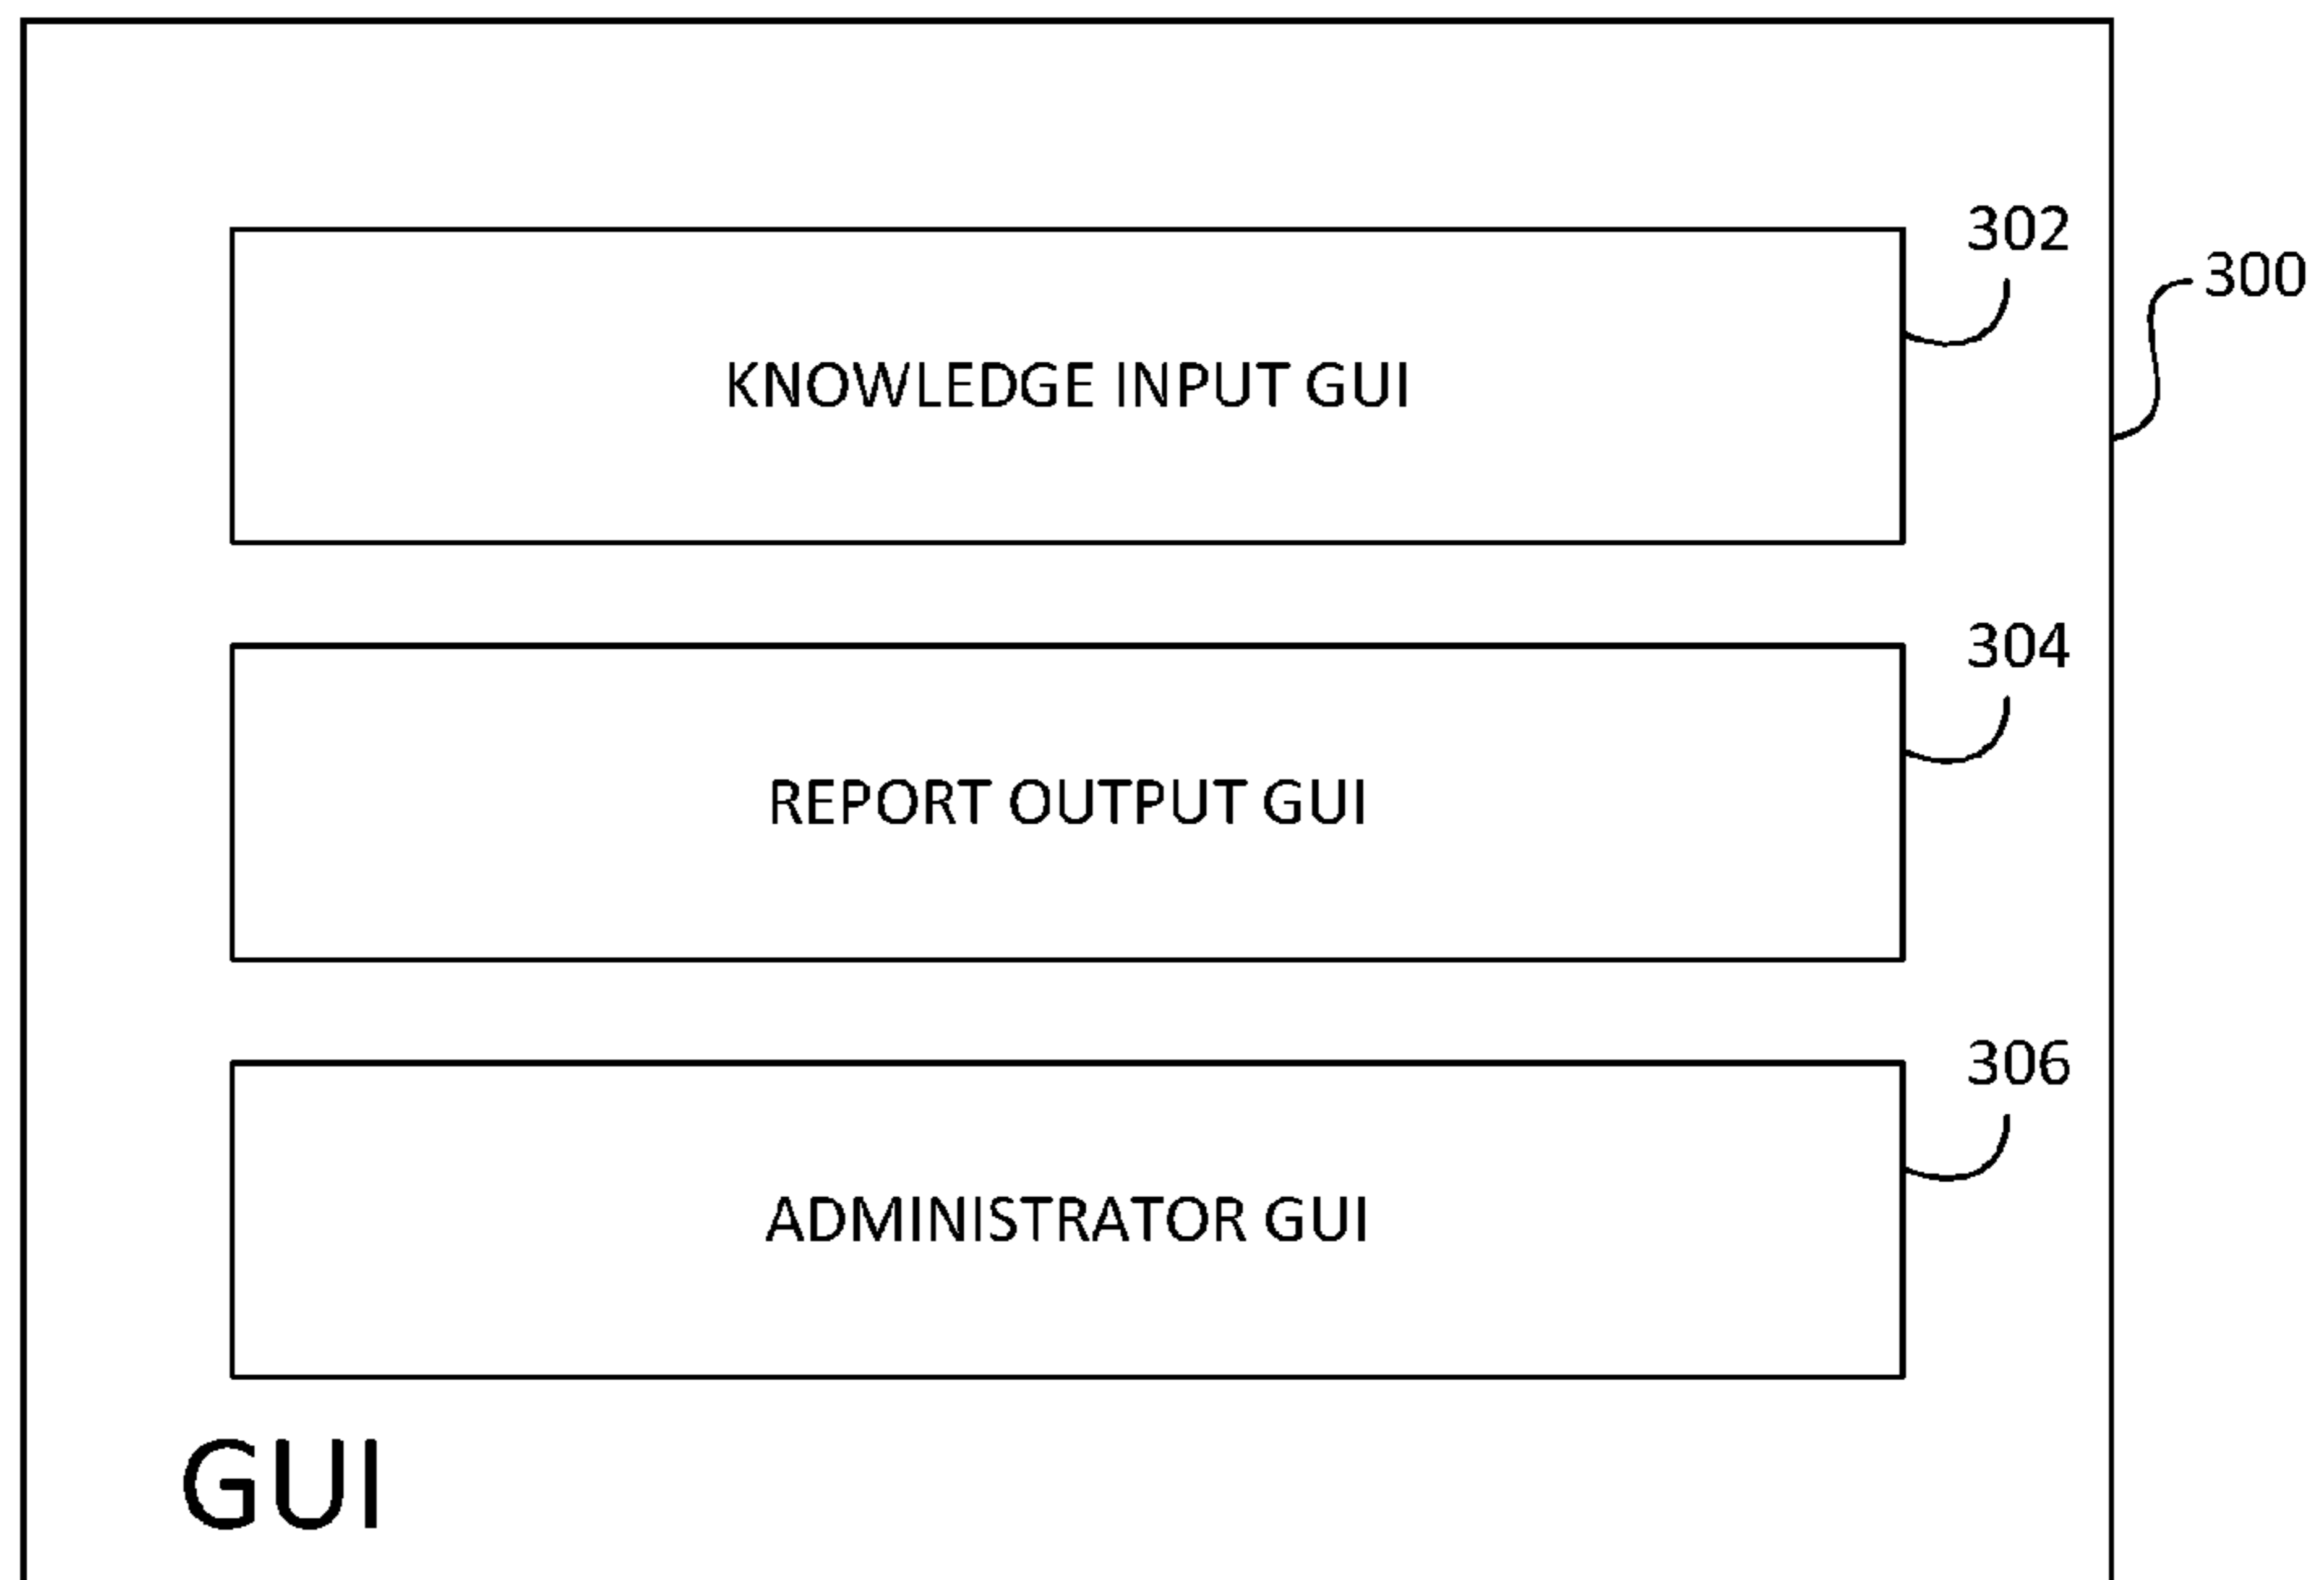 302
300
KNOWLEDGE INPUT GUI
304
REPORT OUTPUT GUI
306
ADMINISTRATOR GUI
GUI